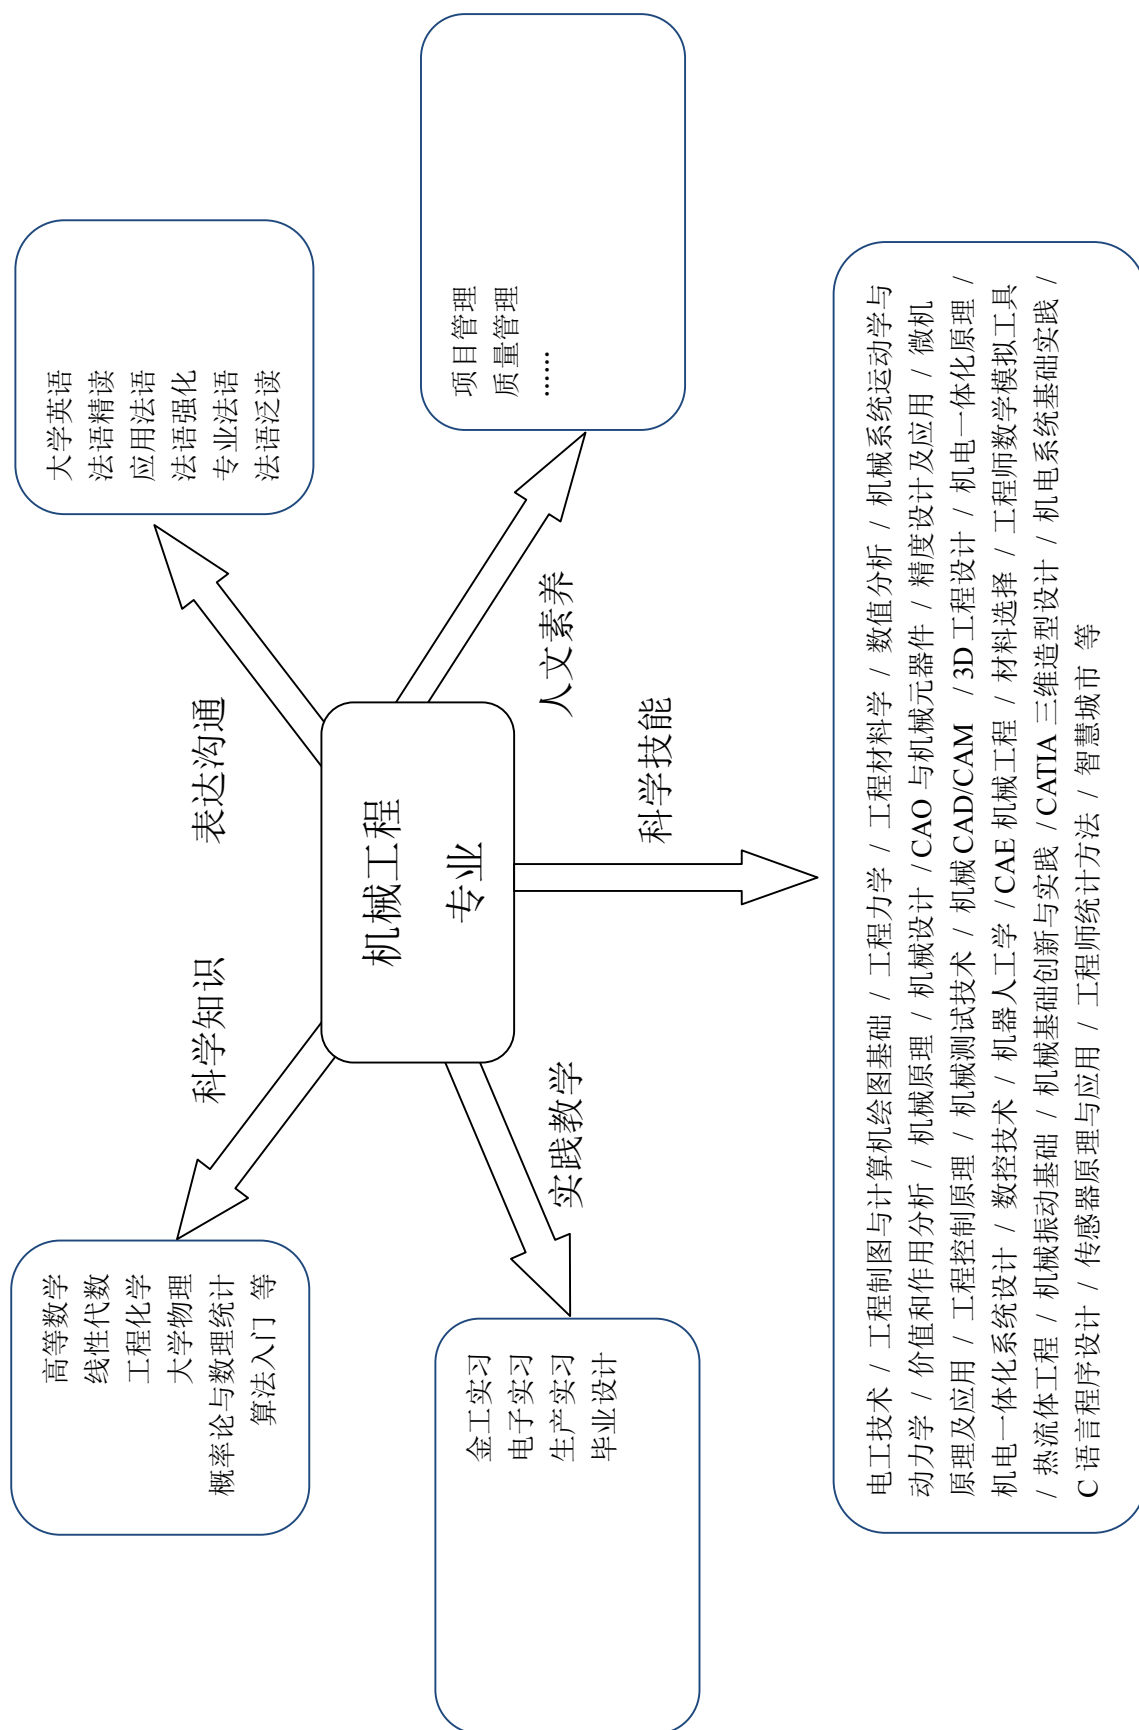 高等数学
线性代数
工程化学
大学物理
概率论与数理统计
算法入门 等
科学知识
表达沟通
大学英语
法语精读
应用法语
法语强化
专业法语
法语泛读
机械工程
专业
金工实习
电子实习
生产实习
毕业设计
实践教学
人文素养
项目管理
质量管理
……
科学技能
电工技术 / 工程制图与计算机绘图基础 / 工程力学 / 工程材料学 / 数值分析 / 机械系统运动学与
动力学 / 价值和作用分析 / 机械原理 / 机械设计 /CAO 与机械元器件 / 精度设计及应用 / 微机
原理及应用 / 工程控制原理 / 机械测试技术 / 机械 CAD/CAM / 3D 工程设计 / 机电一体化原理 /
机电一体化系统设计 / 数控技术 / 机器人工学 /CAE 机械工程 / 材料选择 / 工程师数学模拟工具
/ 热流体工程 / 机械振动基础 / 机械基础创新与实践 /CATIA 三维造型设计 / 机电系统基础实践 /
C 语言程序设计 / 传感器原理与应用 / 工程师统计方法 / 智慧城市 等